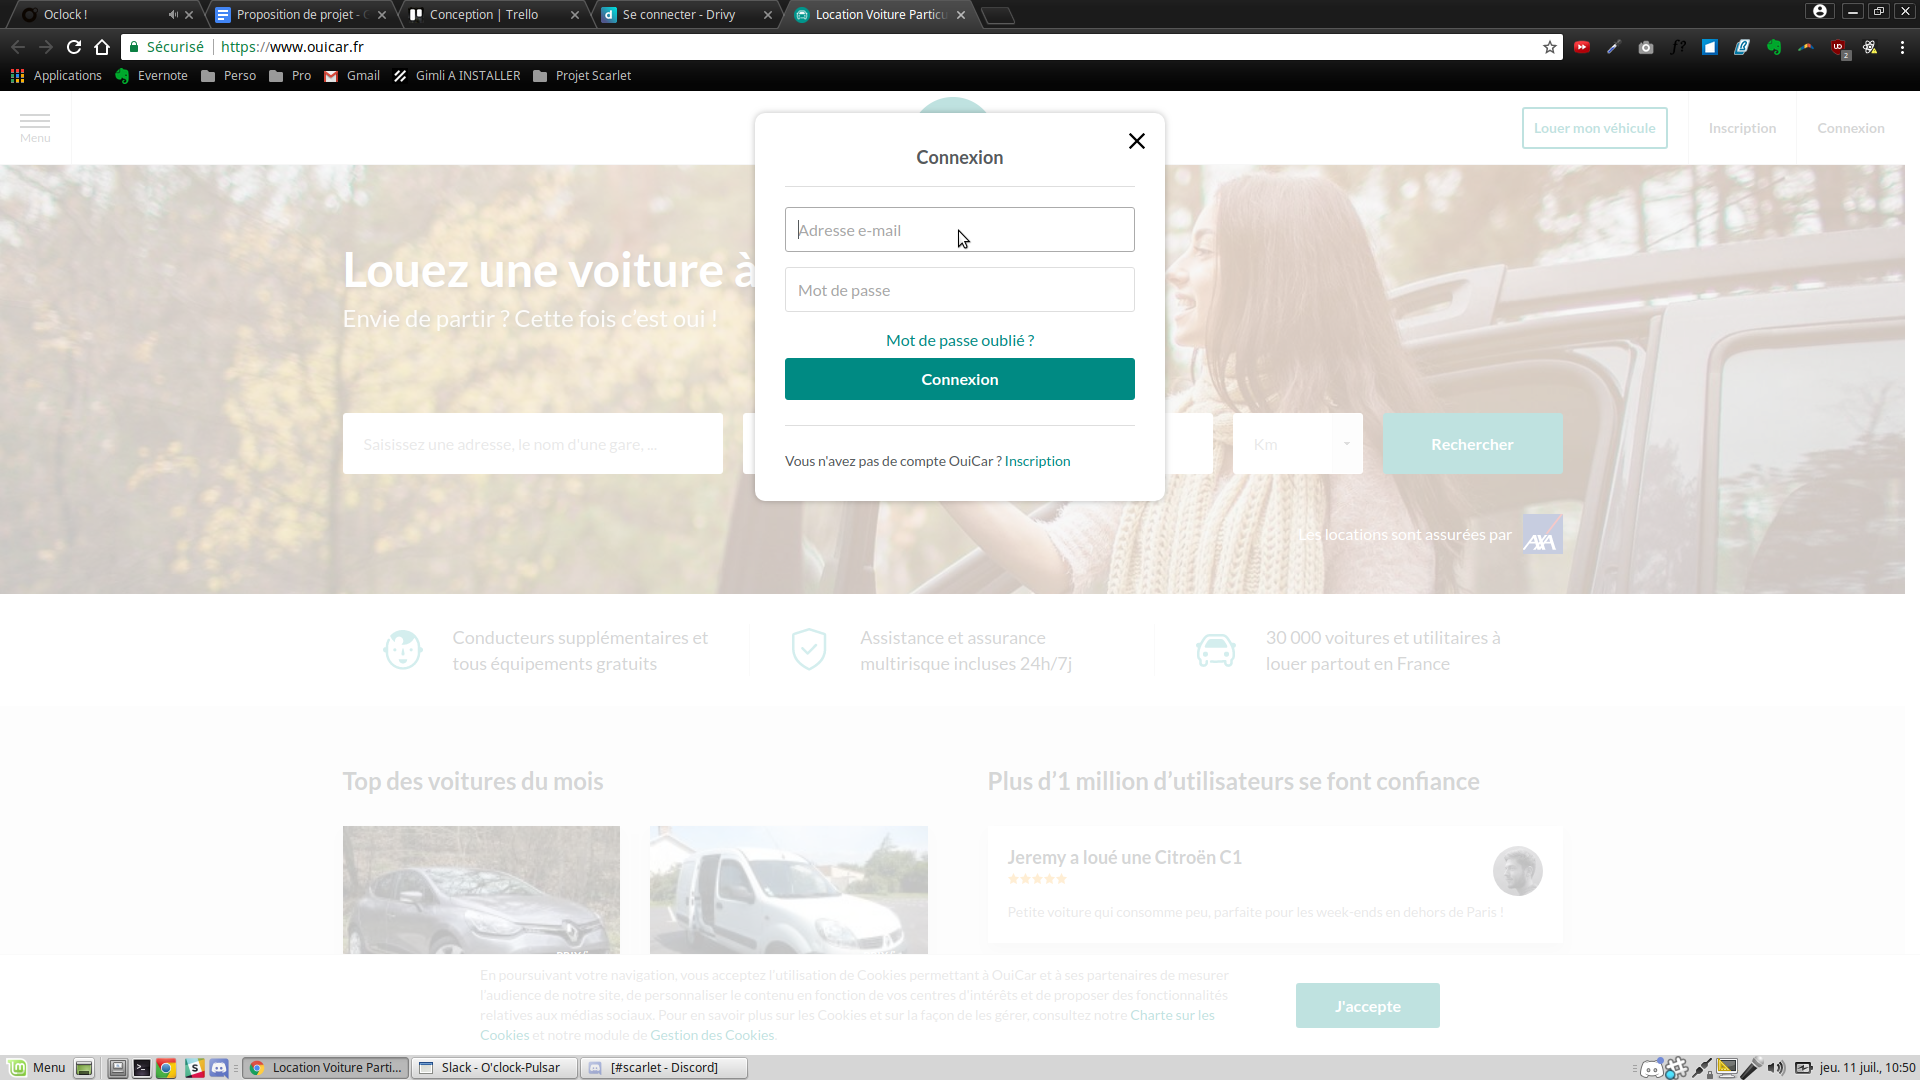 Oclock !
Proposition de projet -
Conception | Trello
Se connecter - Drivy
Location Voiture Particu
Sécurisé
https://www.ouicar.fr
Applications
Evernote
Perso
Pro
Gmail
Gimli A INSTALLER
Projet Scarlet
Menu
Louer mon véhicule
Inscription
Connexion
Connexion
Adresse e-mail
Mot de passe
Mot de passe oublié ?
Connexion
Vous n'avez pas de compte OuiCar ? Inscription
Louez une voiture à
Envie de partir ? Cette fois c'est oui !
Saisissez une adresse, le nom d'une gare, ...
Km
Rechercher
Les locations sont assurées par
AXA
Conducteurs supplémentaires et
tous équipements gratuits
Assistance et assurance
multirisque incluses 24h/7j
30 000 voitures et utilitaires à
louer partout en France
Top des voitures du mois
Plus d’1 million d’utilisateurs se font confiance
Jeremy a loué une Citroën C1
Petite voiture qui consomme peu, parfaite pour les week-ends en dehors de Paris !
En poursuivant votre navigation, vous acceptez l'utilisation de Cookies permettant à OuiCar et à ses partenaires de mesurer
l'audience de notre site, de personnaliser le contenu en fonction de vos centres d'intérêts et de proposer des fonctionnalités
relatives aux médias sociaux. Pour en savoir plus sur les Cookies et sur la façon de les gérer, consultez notre Charte sur les
Cookies et notre module de Gestion des Cookies.
J'accepte
Menu
Location Voiture Parti...
Slack - O'clock-Pulsar
[#scarlet - Discord]
jeu. 11 juil., 10:50